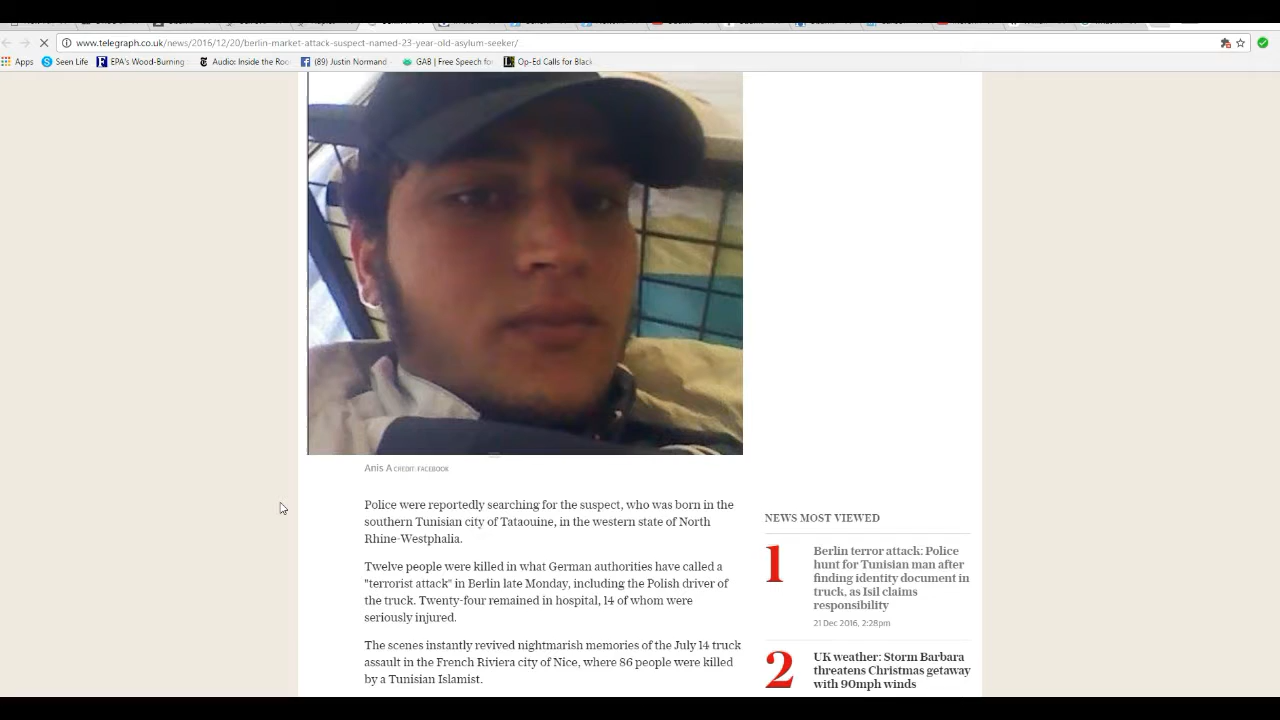 www.telegraph.co.uk/news/2016/12/20/berlin-market-attack-suspect-named-23-year-old-asylum-seeker/
Apps Seen Life EPA's Wood-Burning Audio: Inside the Roo (89) Justin Normand GAB | Free Speech fo Op-Ed Calls for Black
Anis A CREDIT: FACEBOOK
Police were reportedly searching for the suspect, who was born in the
southern Tunisian city of Tataouine, in the western state of North
Rhine-Westphalia.
Twelve people were killed in what German authorities have called a
"terrorist attack" in Berlin late Monday, including the Polish driver of
the truck. Twenty-four remained in hospital, 14 of whom were
seriously injured.
The scenes instantly revived nightmarish memories of the July 14 truck
assault in the French Riviera city of Nice, where 86 people were killed
by a Tunisian Islamist.
NEWS MOST VIEWED
1
Berlin terror attack: Police
hunt for Tunisian man after
finding identity document in
truck, as Isil claims
responsibility
21 Dec 2016, 2:28pm
2
UK weather: Storm Barbara
threatens Christmas getaway
with 90mph winds